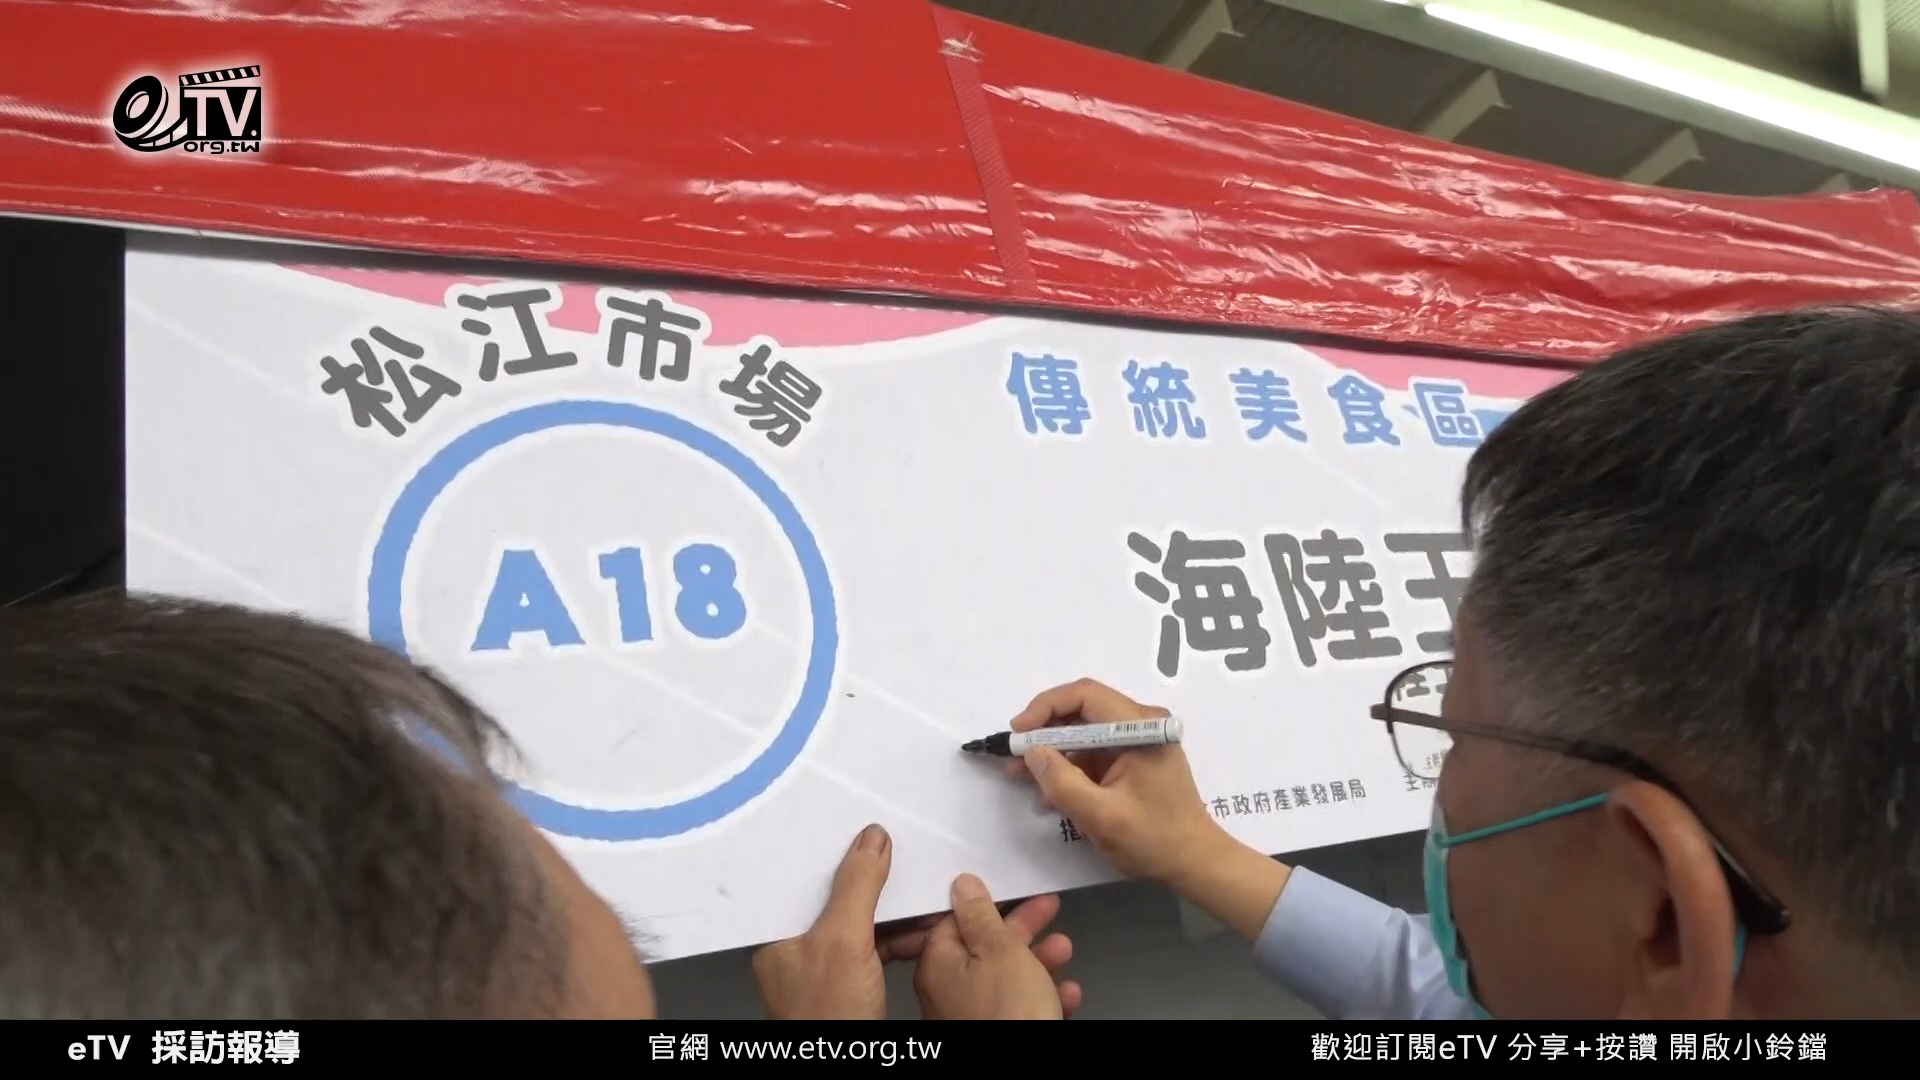 eTV.
org.tw
松江市場
A18
傳統美食區
海陸王
市政府產業發展局
eTV 採訪報導
官網 www.etv.org.tw
歡迎訂閱eTV 分享+按讚 開啟小鈴鐺